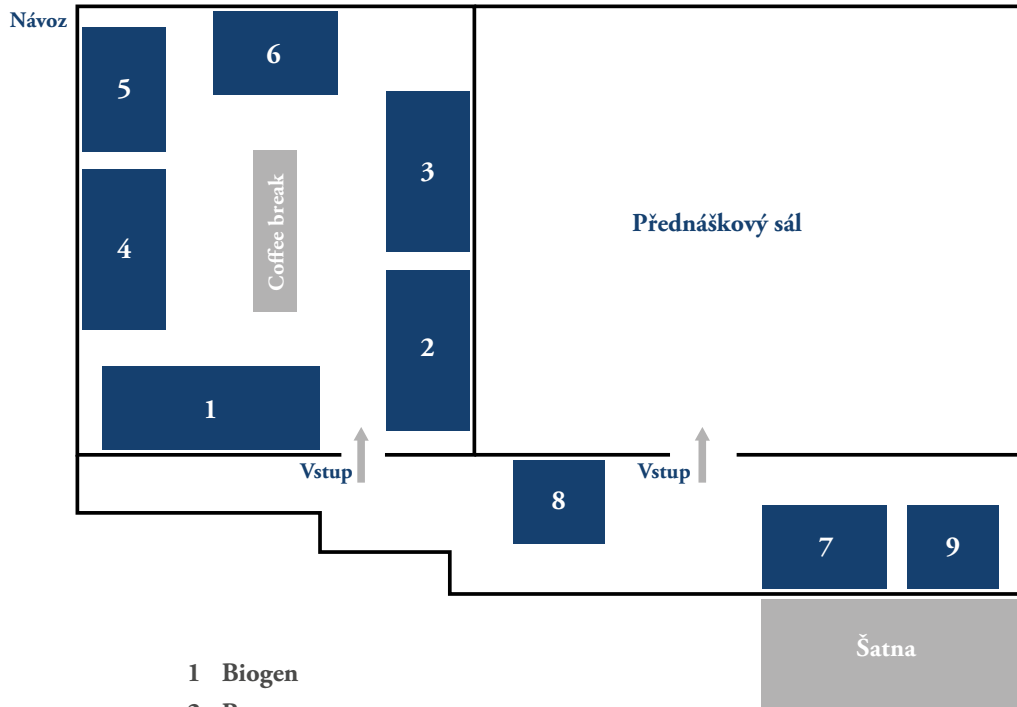 Návoz
6
5
3
Coffee break
Přednáškový sál
4
2
1
Vstup
Vstup
8
7
9
Šatna
1 Biogen